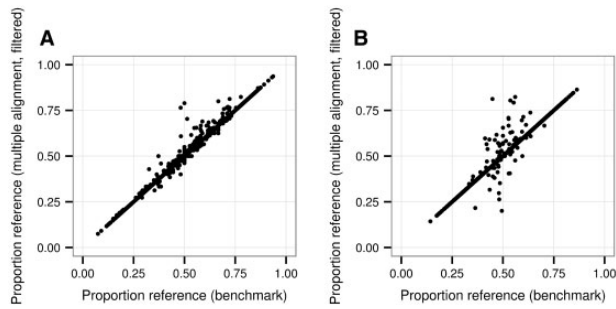 A
Proportion reference (multiple alignment, filtered)
1.00
0.75
0.50
0.25
0.00
0.00 0.25 0.50 0.75 1.00
Proportion reference (benchmark)
B
Proportion reference (multiple alignment, filtered)
1.00
0.75
0.50
0.25
0.00
0.00 0.25 0.50 0.75 1.00
Proportion reference (benchmark)